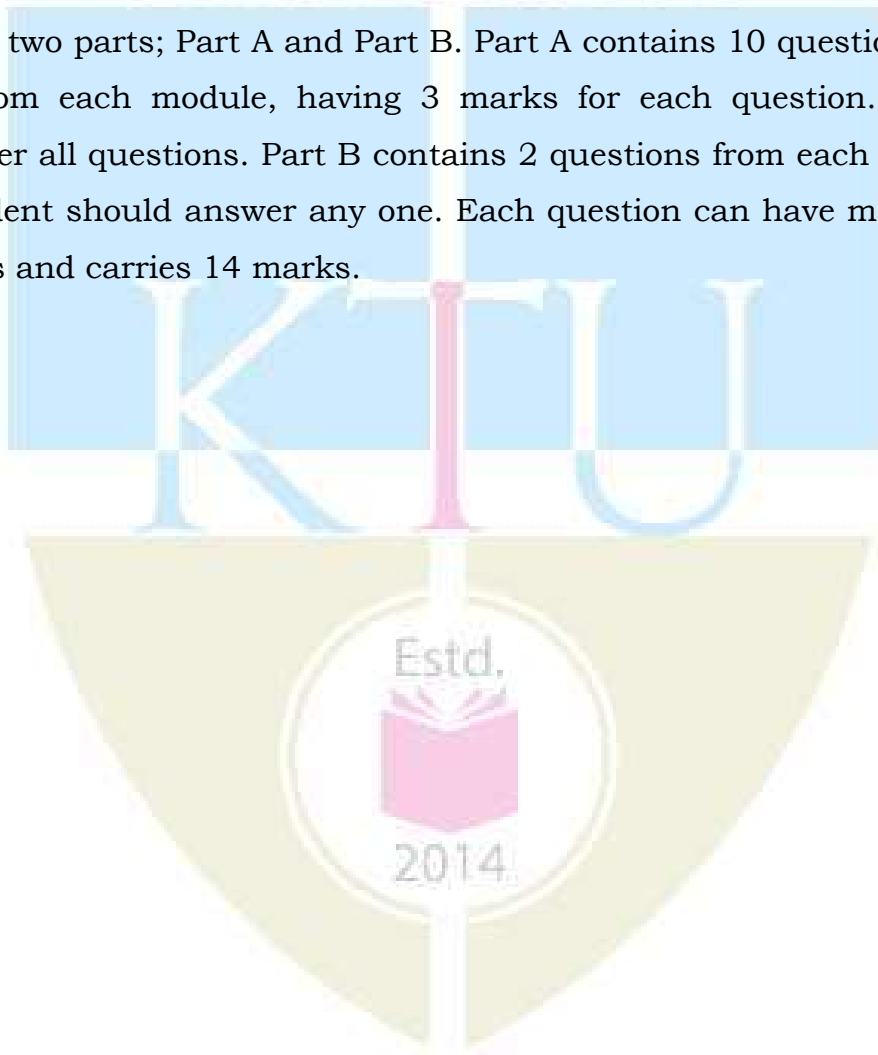 two parts; Part A and Part B. Part A contains 10 questio
om each module, having 3 marks for each question.
er all questions. Part B contains 2 questions from each
dent should answer any one. Each question can have m
s and carries 14 marks.
KTU
Estd.
2014